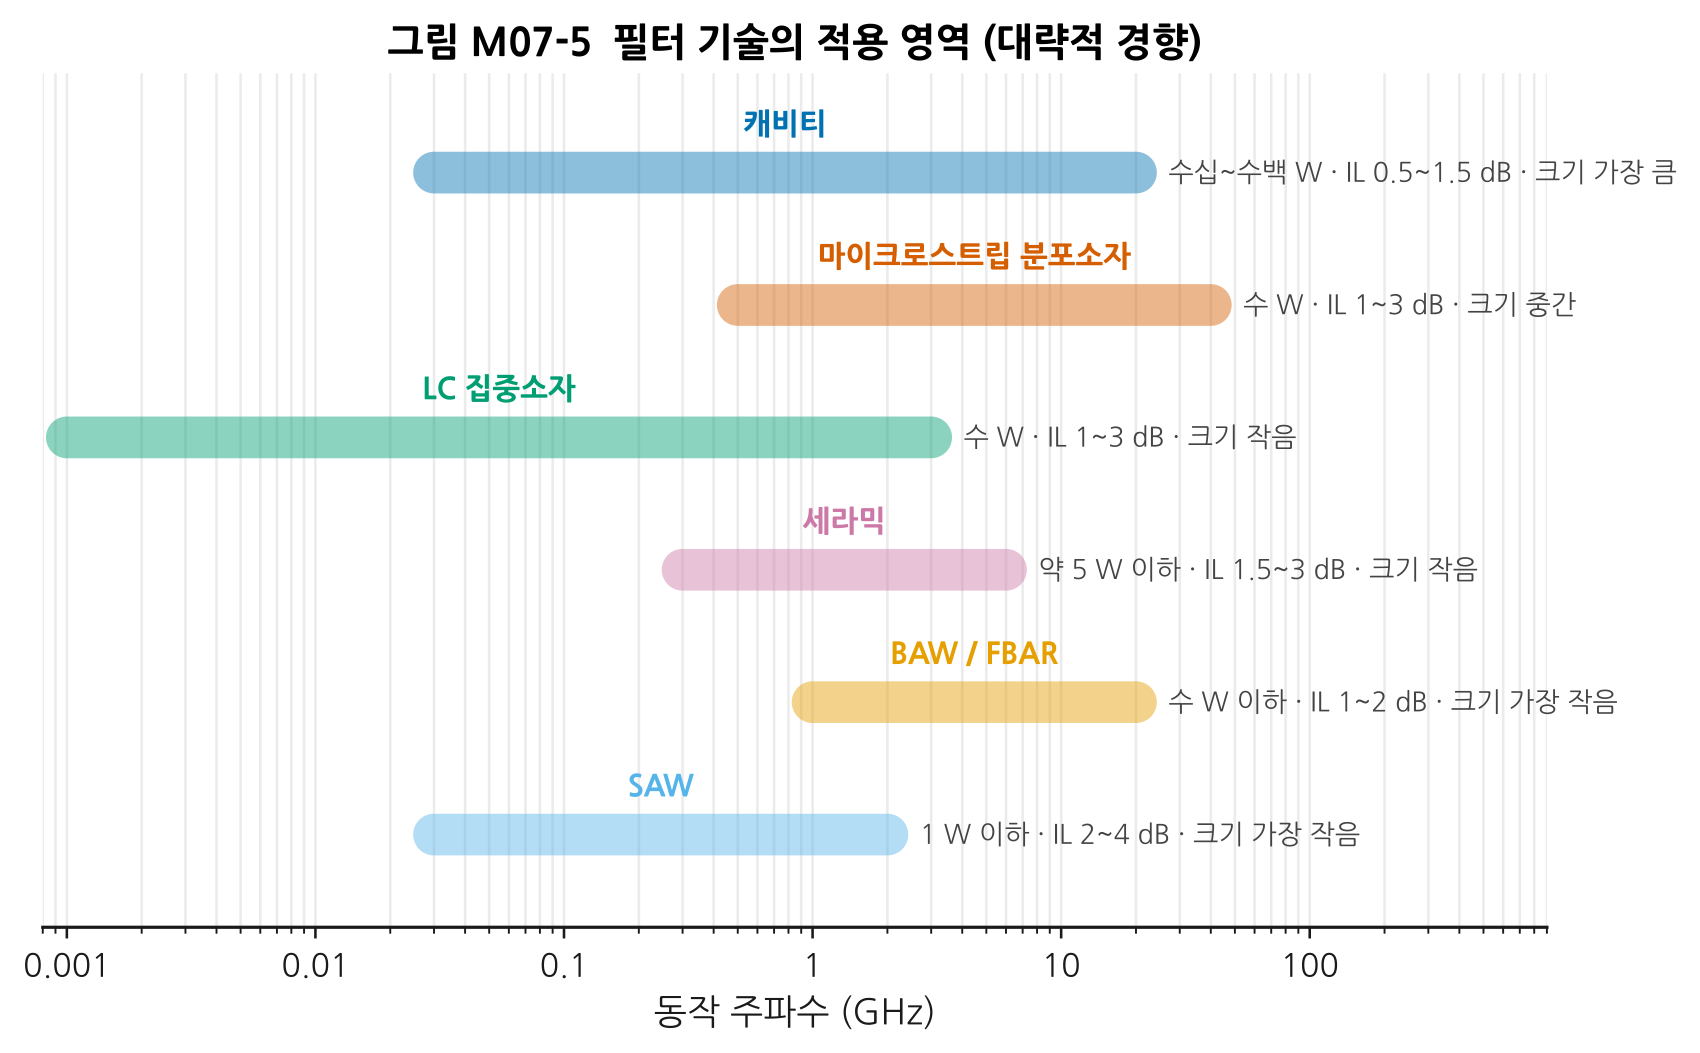 그림 M07-5 필터 기술의 적용 영역 (대략적 경향)
캐비티
수십~수백 W · IL 0.5~1.5 dB · 크기 가장 큼
마이크로스트립 분포소자
수 W · IL 1~3 dB · 크기 중간
LC 집중소자
수 W · IL 1~3 dB · 크기 작음
세라믹
약 5 W 이하 · IL 1.5~3 dB · 크기 작음
BAW / FBAR
수 W 이하 · IL 1~2 dB · 크기 가장 작음
SAW
1 W 이하 · IL 2~4 dB · 크기 가장 작음
0.001 0.01 0.1 1 10 100
동작 주파수 (GHz)